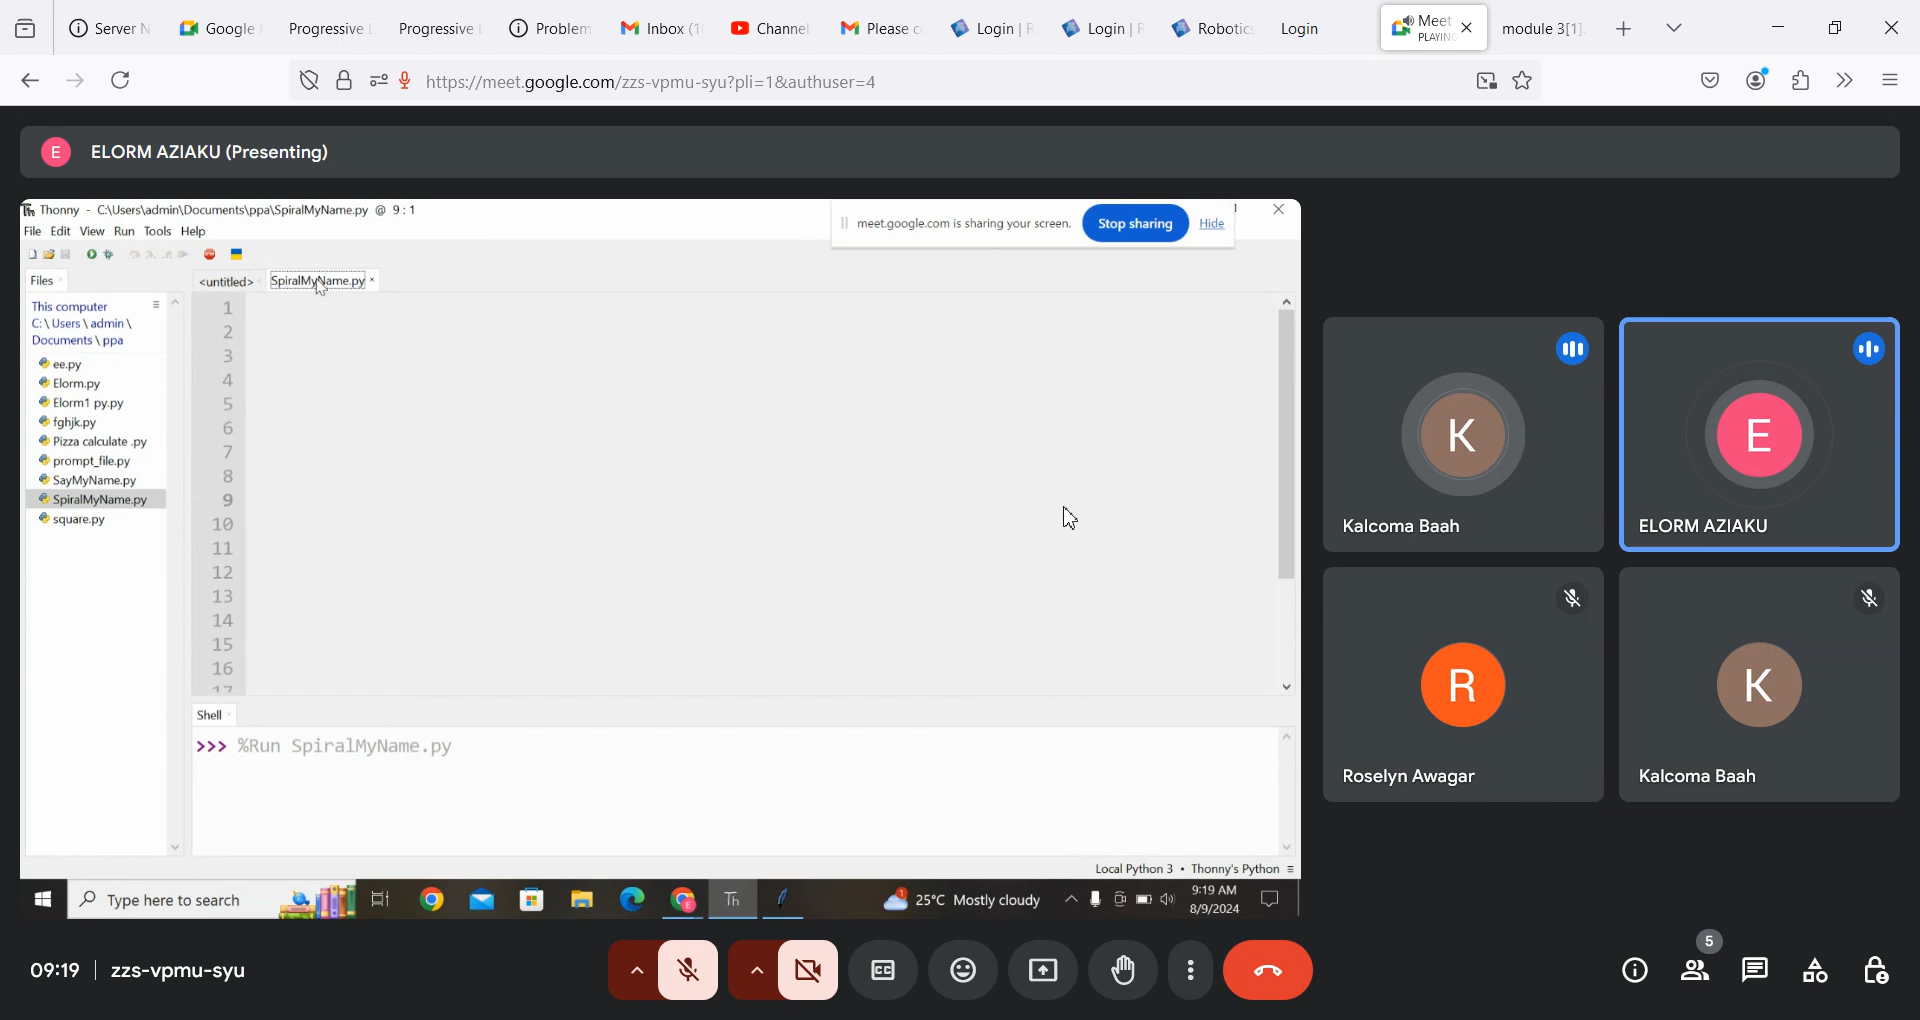 Server N
Google
Progressive
Progressive
Problem
Inbox (1
Channel
Please c
Login | R
Login | R
Robotics
Login
Meet
PLAYING
module 3[1].
https://meet.google.com/zzs-vpmu-syu?pli=1&authuser=4
E ELORM AZIAKU (Presenting)
Th Thonny - C:\Users\admin\Documents\ppa\SpiralMyName.py @ 9 : 1
meet.google.com is sharing your screen. Stop sharing Hide
File Edit View Run Tools Help
Files
<untitled> SpiralMyName.py
This computer
C: \ Users \ admin \
Documents \ ppa
ee.py
Elorm.py
Elorm1 py.py
fghjk.py
Pizza calculate .py
prompt_file.py
SayMyName.py
SpiralMyName.py
square.py
1
2
3
4
5
6
7
8
9
10
11
12
13
14
15
16
17
Shell
>>> %Run SpiralMyName.py
Local Python 3 • Thonny's Python
Type here to search
Th
1
25°C Mostly cloudy
9:19 AM
8/9/2024
K
Kalcoma Baah
E
ELORM AZIAKU
R
Roselyn Awagar
K
Kalcoma Baah
09:19 | zzs-vpmu-syu
CC
5